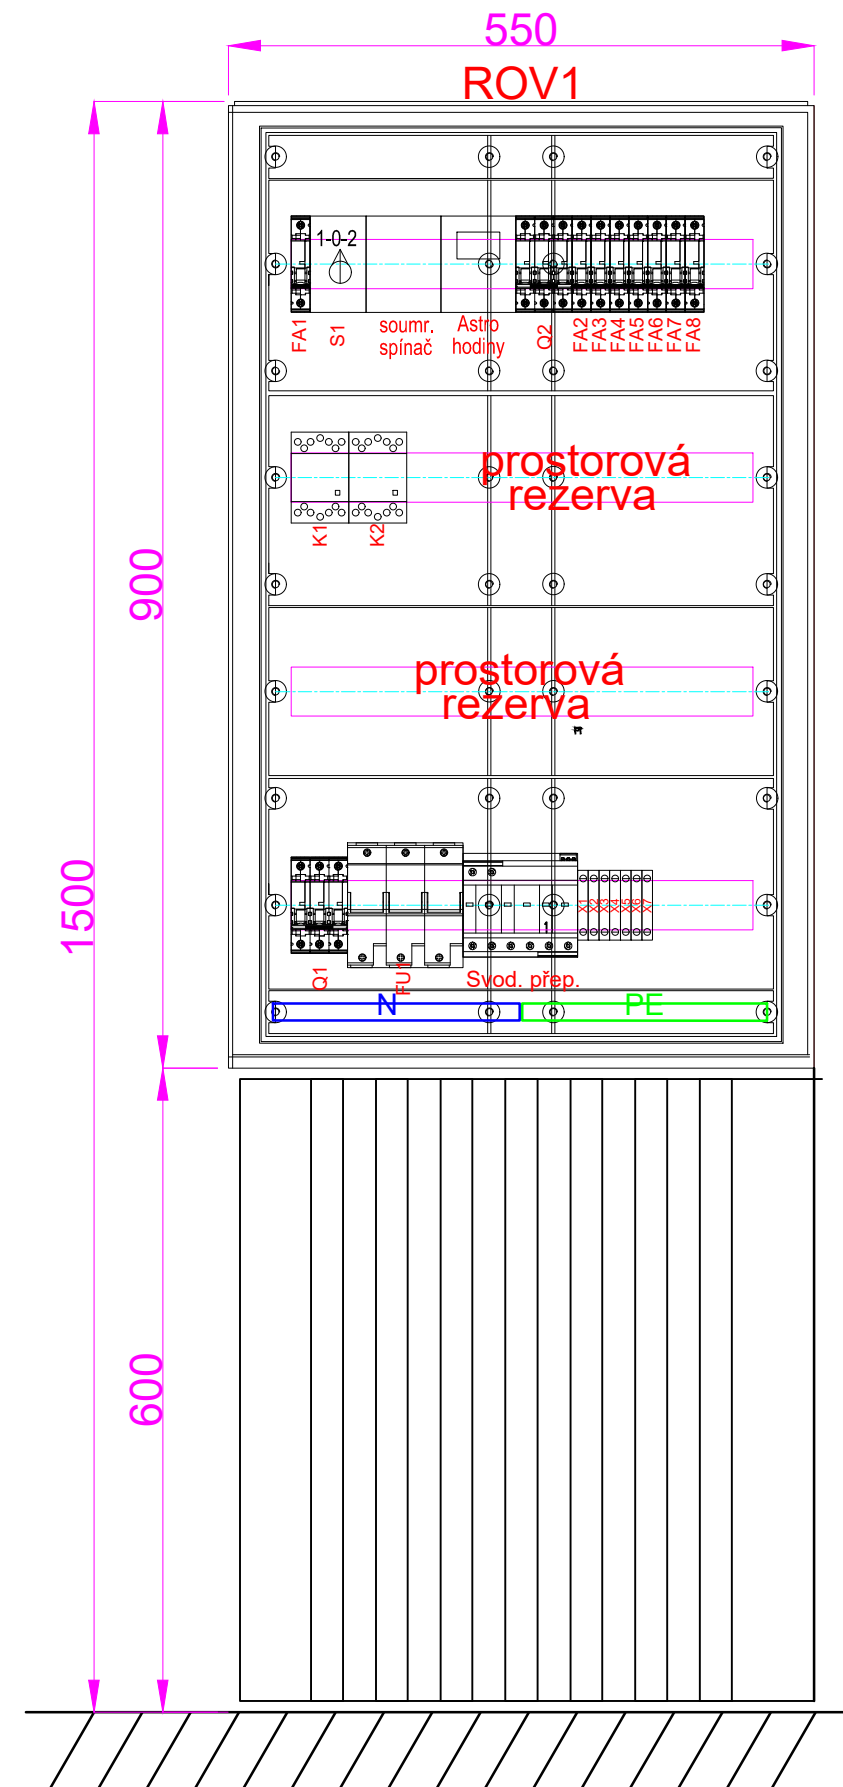 550
ROV1
1-0-2
FA1
S1
soumr.
spínač
Astro
hodiny
Q2
FA2
FA3
FA4
FA5
FA6
FA7
FA8
prostorová
rezerva
K1
K2
900
prostorová
rezerva
1500
X1
X2
X3
X4
X5
X6
X7
1
Q1
FU1
Svod. přep.
N
PE
600